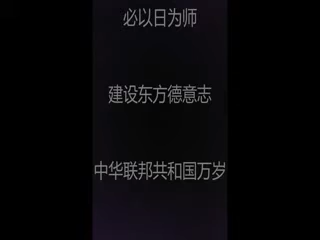 必以日为师
建设东方德意志
中华联邦共和国万岁